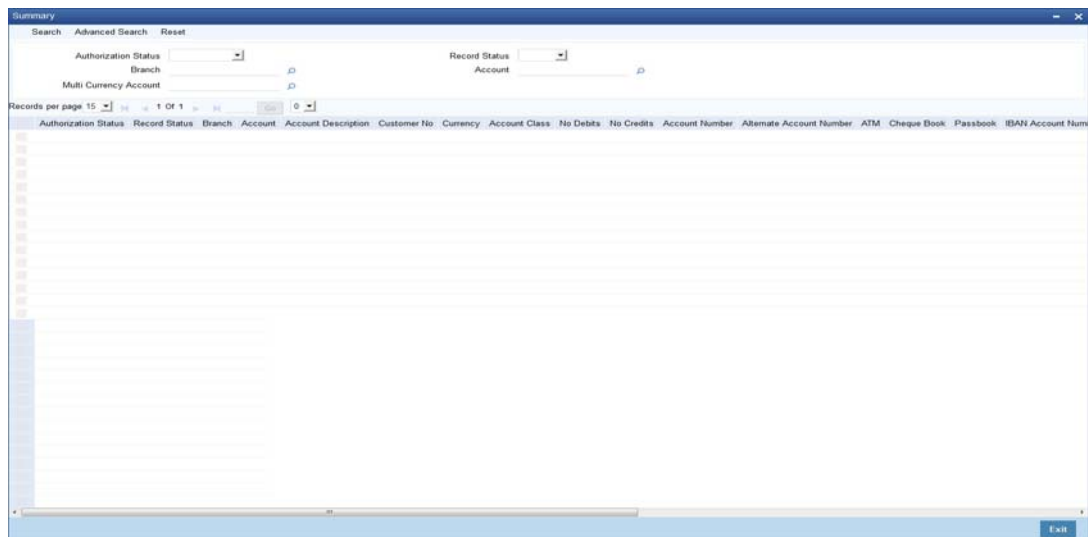 Summary
Search Advanced Search Reset
Authorization Status Record Status
Branch Account
Multi Currency Account
Records per page 15 1 Of 1 Go 0
Authorization Status Record Status Branch Account Account Description Customer No Currency Account Class No Debits No Credits Account Number Alternate Account Number ATM Cheque Book Passbook IBAN Account Num
Exit